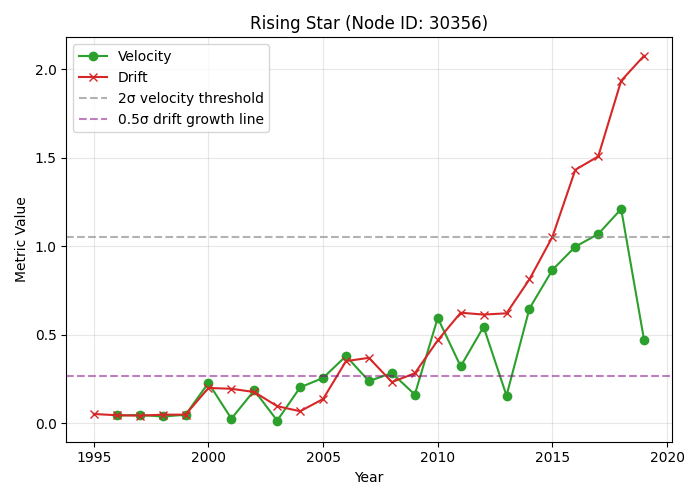 Rising Star (Node ID: 30356)
Velocity
Drift
2σ velocity threshold
0.5σ drift growth line
Metric Value
2.0
1.5
1.0
0.5
0.0
1995 2000 2005 2010 2015 2020
Year